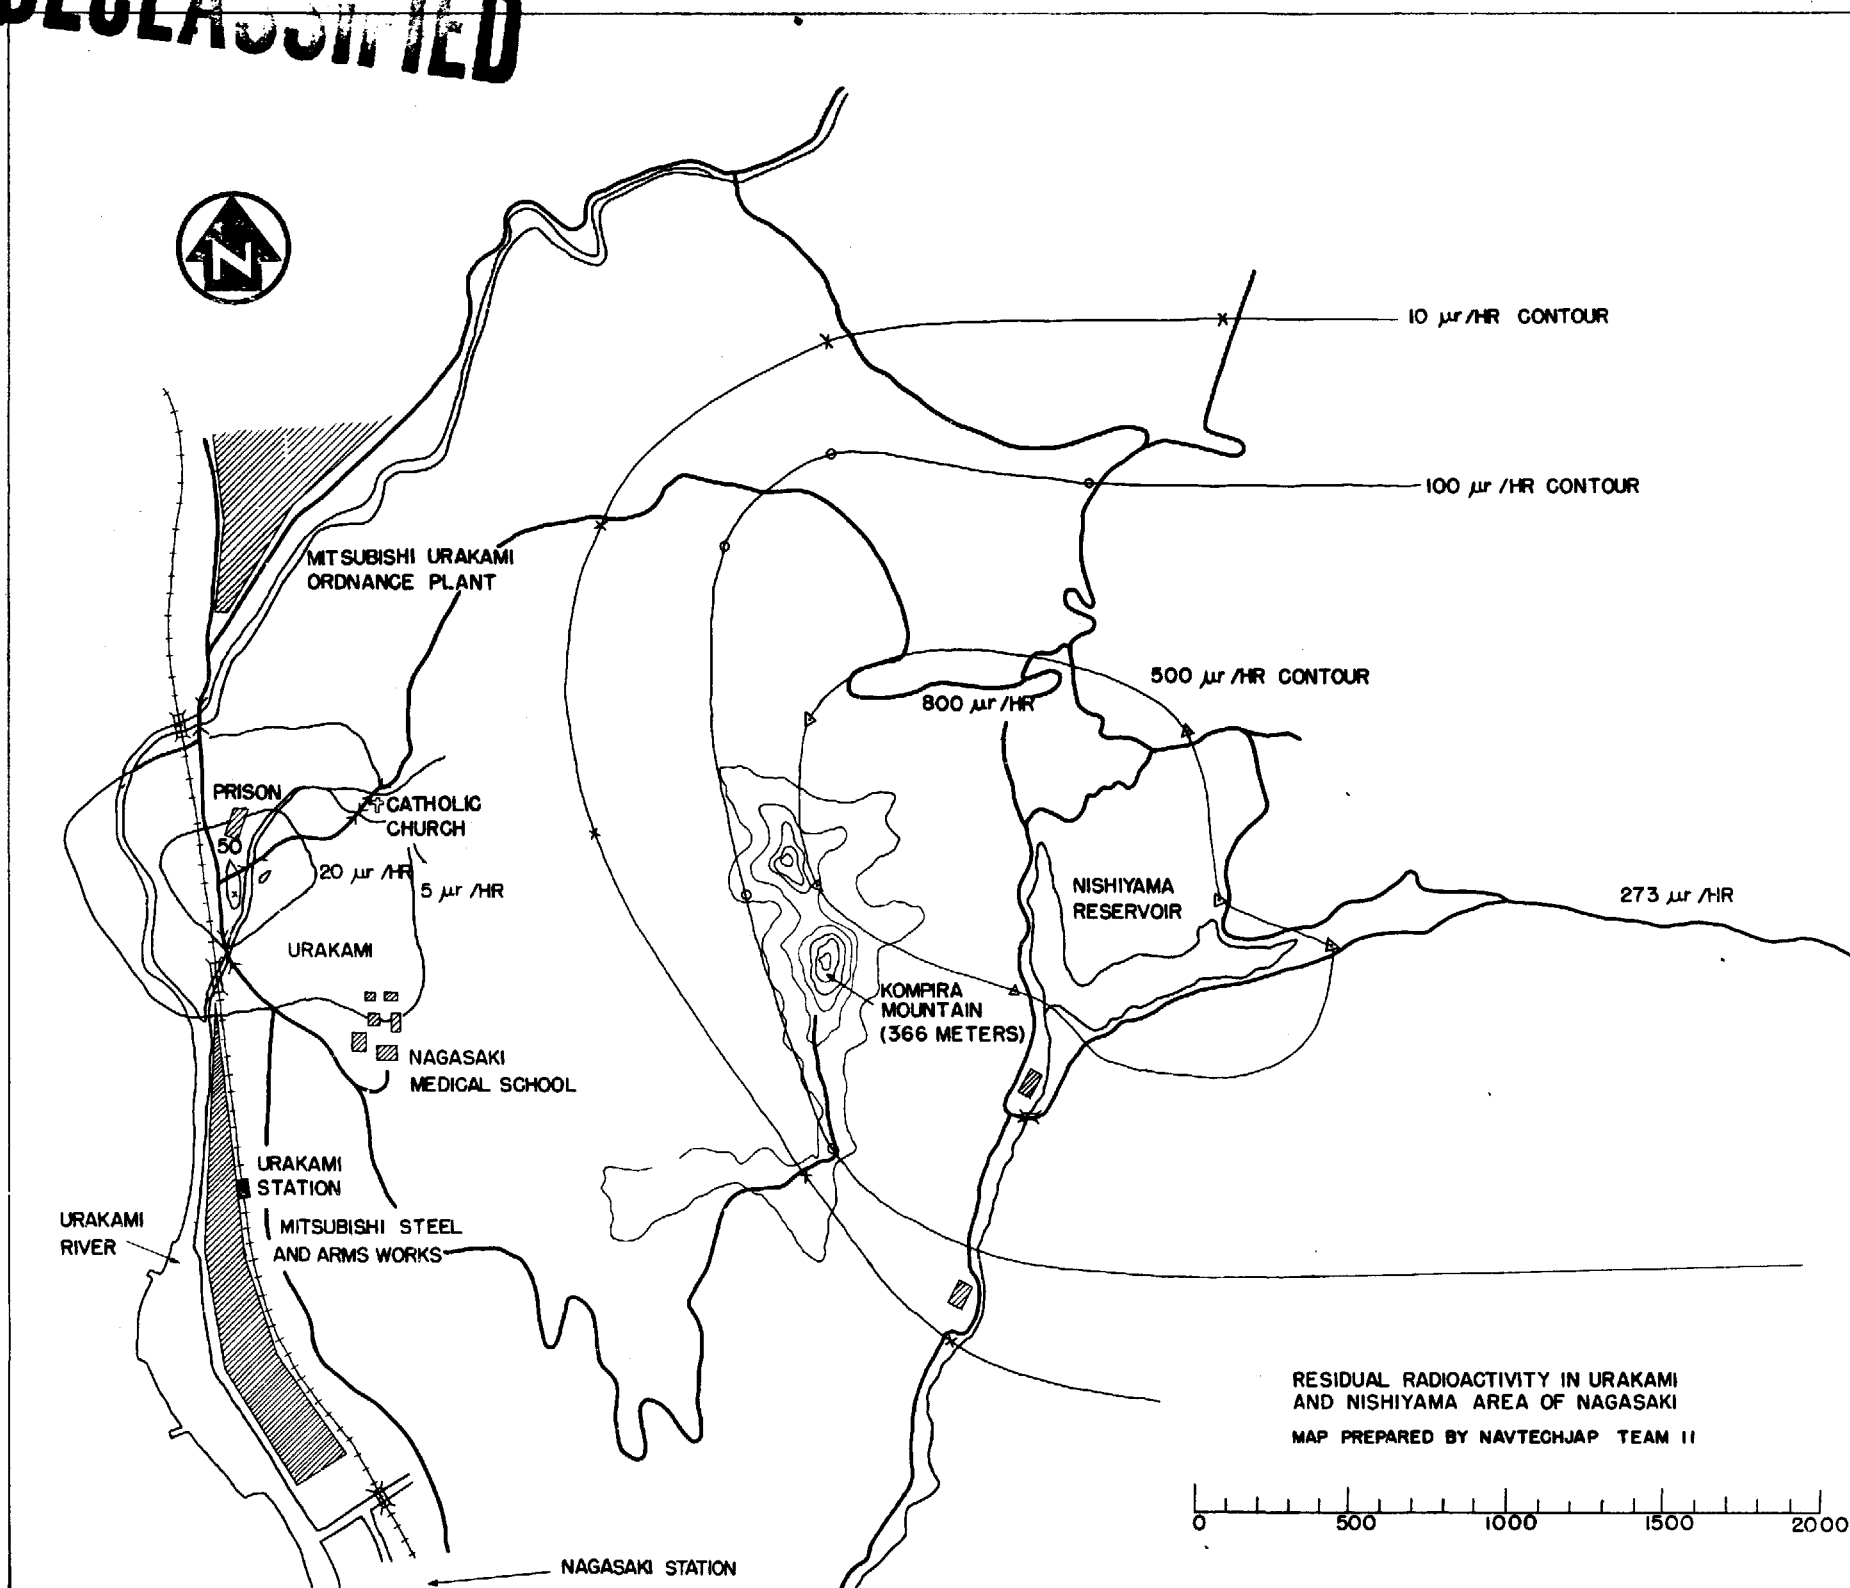 DECLASSIFIED
N
10 μr/HR CONTOUR
100 μr/HR CONTOUR
MITSUBISHI URAKAMI
ORDNANCE PLANT
500 μr/HR CONTOUR
800 μr/HR
PRISON
CATHOLIC
CHURCH
50
20 μr/HR
5 μr/HR
NISHIYAMA
RESERVOIR
273 μr/HR
URAKAMI
KOMPIRA
MOUNTAIN
(366 METERS)
NAGASAKI
MEDICAL SCHOOL
URAKAMI
STATION
URAKAMI
RIVER
MITSUBISHI STEEL
AND ARMS WORKS
RESIDUAL RADIOACTIVITY IN URAKAMI
AND NISHIYAMA AREA OF NAGASAKI
MAP PREPARED BY NAVTECHJAP TEAM 11
0 500 1000 1500 2000
NAGASAKI STATION